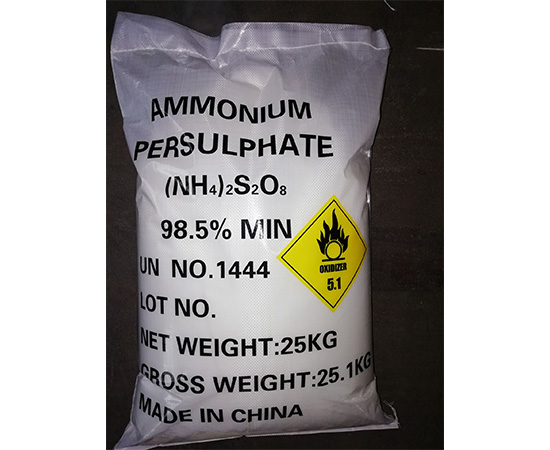 AMMONIUM
PERSULPHATE
(NH₄)₂S₂O₈
98.5% MIN
OXIDIZER
5.1
UN NO.1444
LOT NO.
NET WEIGHT:25KG
GROSS WEIGHT:25.1KG
MADE IN CHINA